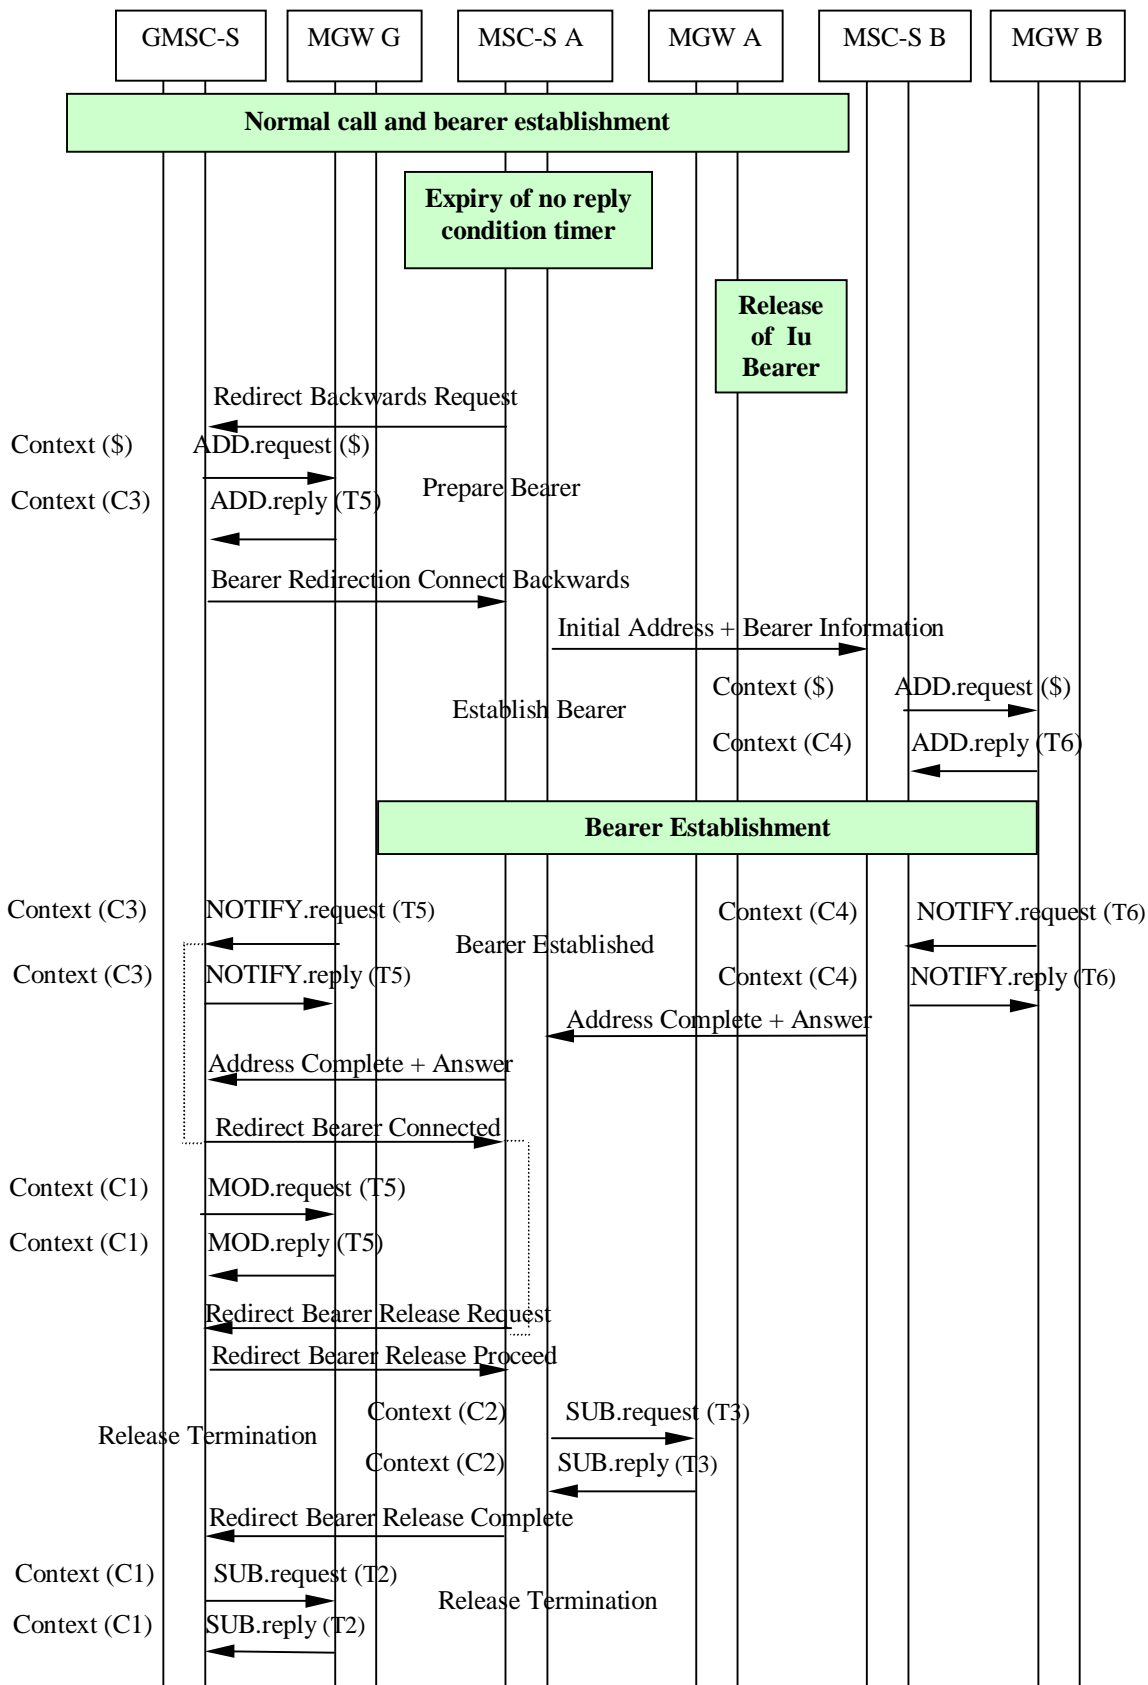 GMSC-S MGW G MSC-S A MGW A MSC-S B MGW B
Normal call and bearer establishment
Expiry of no reply
condition timer
Release
of Iu
Bearer
Redirect Backwards Request
Context ($) ADD.request ($)
Prepare Bearer
Context (C3) ADD.reply (T5)
Bearer Redirection Connect Backwards
Initial Address + Bearer Information
Context ($) ADD.request ($)
Establish Bearer
Context (C4) ADD.reply (T6)
Bearer Establishment
Context (C3) NOTIFY.request (T5) Context (C4) NOTIFY.request (T6)
Bearer Established
Context (C3) NOTIFY.reply (T5) Context (C4) NOTIFY.reply (T6)
Address Complete + Answer
Address Complete + Answer
Redirect Bearer Connected
Context (C1) MOD.request (T5)
Context (C1) MOD.reply (T5)
Redirect Bearer Release Request
Redirect Bearer Release Proceed
Context (C2) SUB.request (T3)
Release Termination
Context (C2) SUB.reply (T3)
Redirect Bearer Release Complete
Context (C1) SUB.request (T2)
Release Termination
Context (C1) SUB.reply (T2)